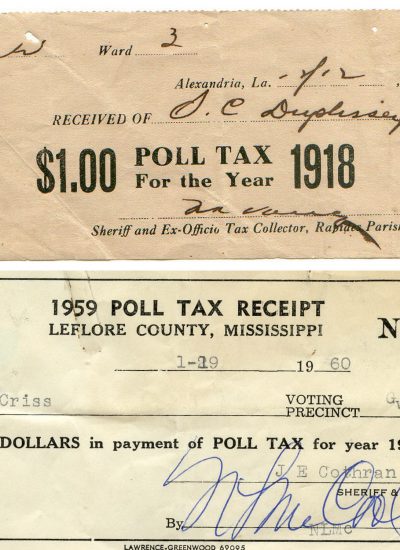 Ward 3
Alexandria, La.
RECEIVED OF
$1.00 POLL TAX 1918
For the Year
Sheriff and Ex-Officio Tax Collector, Rapides Parish
1959 POLL TAX RECEIPT
LEFLORE COUNTY, MISSISSIPPI N
1-29 1960
Criss VOTING
PRECINCT
DOLLARS in payment of POLL TAX for year 19
J E Cothran
SHERIFF &
By NLMc
LAWRENCE-GREENWOOD 69095